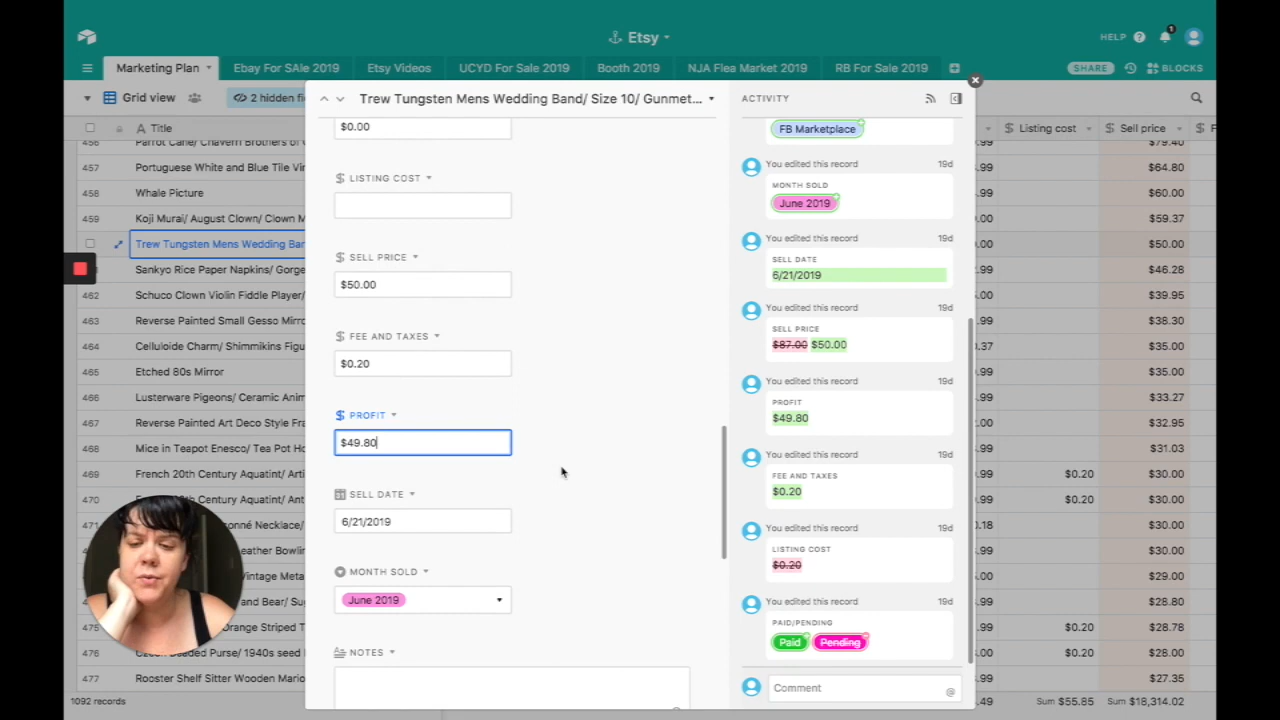 Etsy
HELP
1
Marketing Plan
Ebay For SAle 2019
Etsy Videos
UCYD For Sale 2019
Booth 2019
NJA Flea Market 2019
RB For Sale 2019
SHARE
BLOCKS
Grid view
2 hidden fie
Trew Tungsten Mens Wedding Band/ Size 10/ Gunmet...
ACTIVITY
Title
Listing cost
Sell price
$0.00
FB Marketplace
457
Portuguese White and Blue Tile Vin
$64.80
You edited this record
19d
LISTING COST
MONTH SOLD
458
Whale Picture
$60.00
June 2019
459
Koji Murai/ August Clown/ Clown M
$59.37
You edited this record
19d
Trew Tungsten Mens Wedding Bar
$50.00
SELL PRICE
SELL DATE
6/21/2019
Sankyo Rice Paper Napkins/ Gorge
$46.28
$50.00
462
Schuco Clown Violin Fiddle Player/
$39.95
You edited this record
19d
463
Reverse Painted Small Gesso Mirro
$38.30
FEE AND TAXES
SELL PRICE
$87.00 $50.00
464
Celluloide Charm/ Shimmikins Figu
0.37
$35.00
$0.20
465
Etched 80s Mirror
$35.00
You edited this record
19d
466
Lusterware Pigeons/ Ceramic Anim
$33.27
PROFIT
PROFIT
$49.80
467
Reverse Painted Art Deco Style Fra
$32.95
$49.80
468
Mice in Teapot Enesco/ Tea Pot Ho
$31.03
You edited this record
19d
469
French 20th Century Aquatint/ Arti
$0.20
$30.00
FEE AND TAXES
$0.20
SELL DATE
470
French 20th Century Aquatint/ Ant
$0.20
$30.00
6/21/2019
471
onné Necklace/
0.18
$30.00
You edited this record
19d
eather Bowlin
$30.00
LISTING COST
$0.20
MONTH SOLD
intage Meta
$29.00
June 2019
and Bear/ Su
$28.80
You edited this record
19d
475
Orange Striped T
$0.20
$28.78
PAID/PENDING
Paid
Pending
NOTES
476
Beaded Purse/ 1940s seed
$0.20
$28.00
477
Rooster Shelf Sitter Wooden Mario
$27.35
Comment
@
1092 records
Sum $55.85
Sum $18,314.02